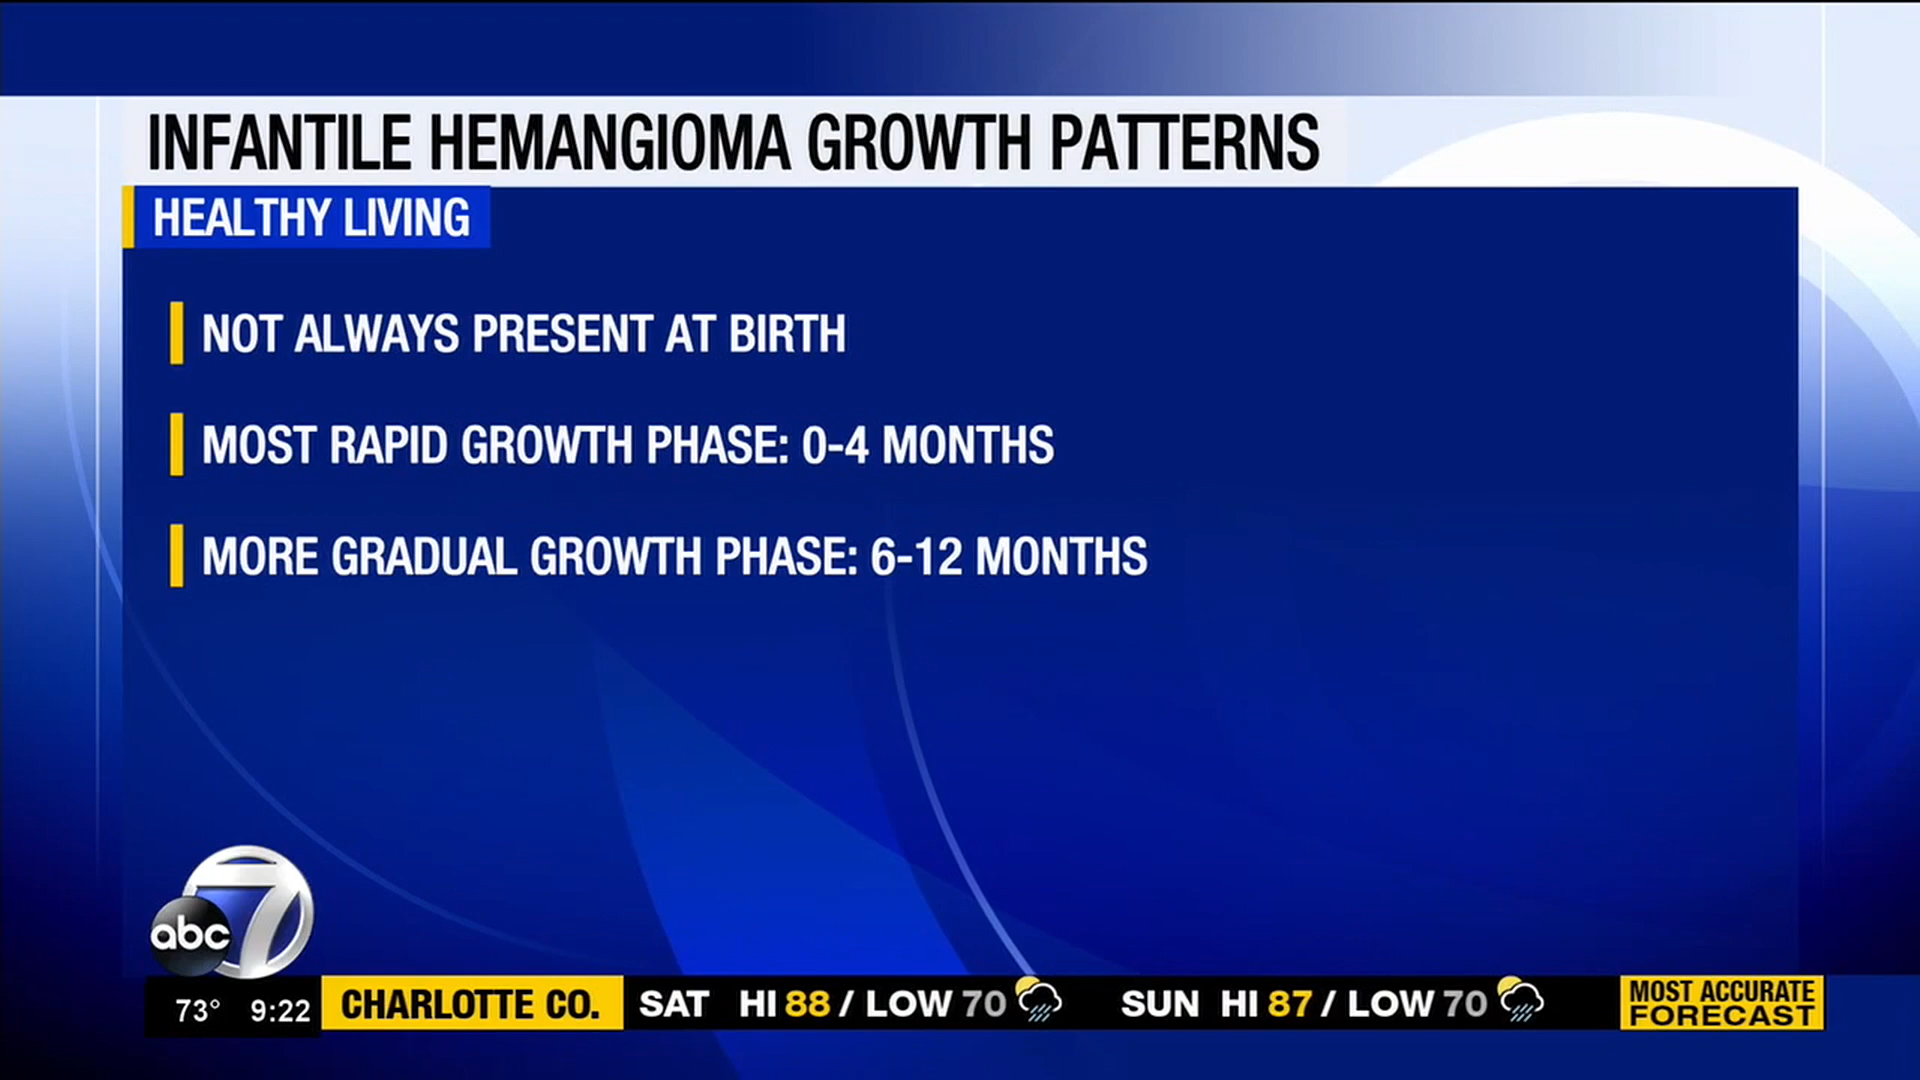 INFANTILE HEMANGIOMA GROWTH PATTERNS
HEALTHY LIVING
NOT ALWAYS PRESENT AT BIRTH
MOST RAPID GROWTH PHASE: 0-4 MONTHS
MORE GRADUAL GROWTH PHASE: 6-12 MONTHS
abc 7
73° 9:22 CHARLOTTE CO. SAT HI 88 / LOW 70 SUN HI 87 / LOW 70
MOST ACCURATE
FORECAST